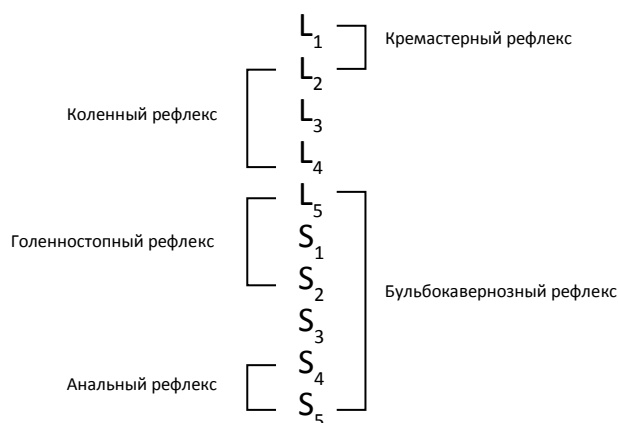 L1
Кремастерный рефлекс
L2
Коленный рефлекс
L3
L4
L5
Голенностопный рефлекс
S1
S2
Бульбокавернозный рефлекс
S3
S4
Анальный рефлекс
S5